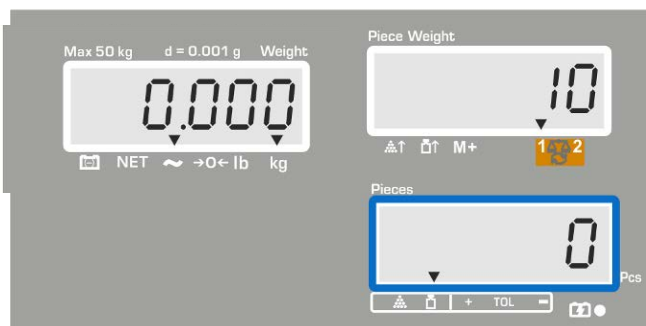 Max 50 kg d = 0.001 g Weight
0.000
NET ~ →0← lb kg
Piece Weight
10
M+ 1 2
Pieces
0
Pcs
+ TOL -